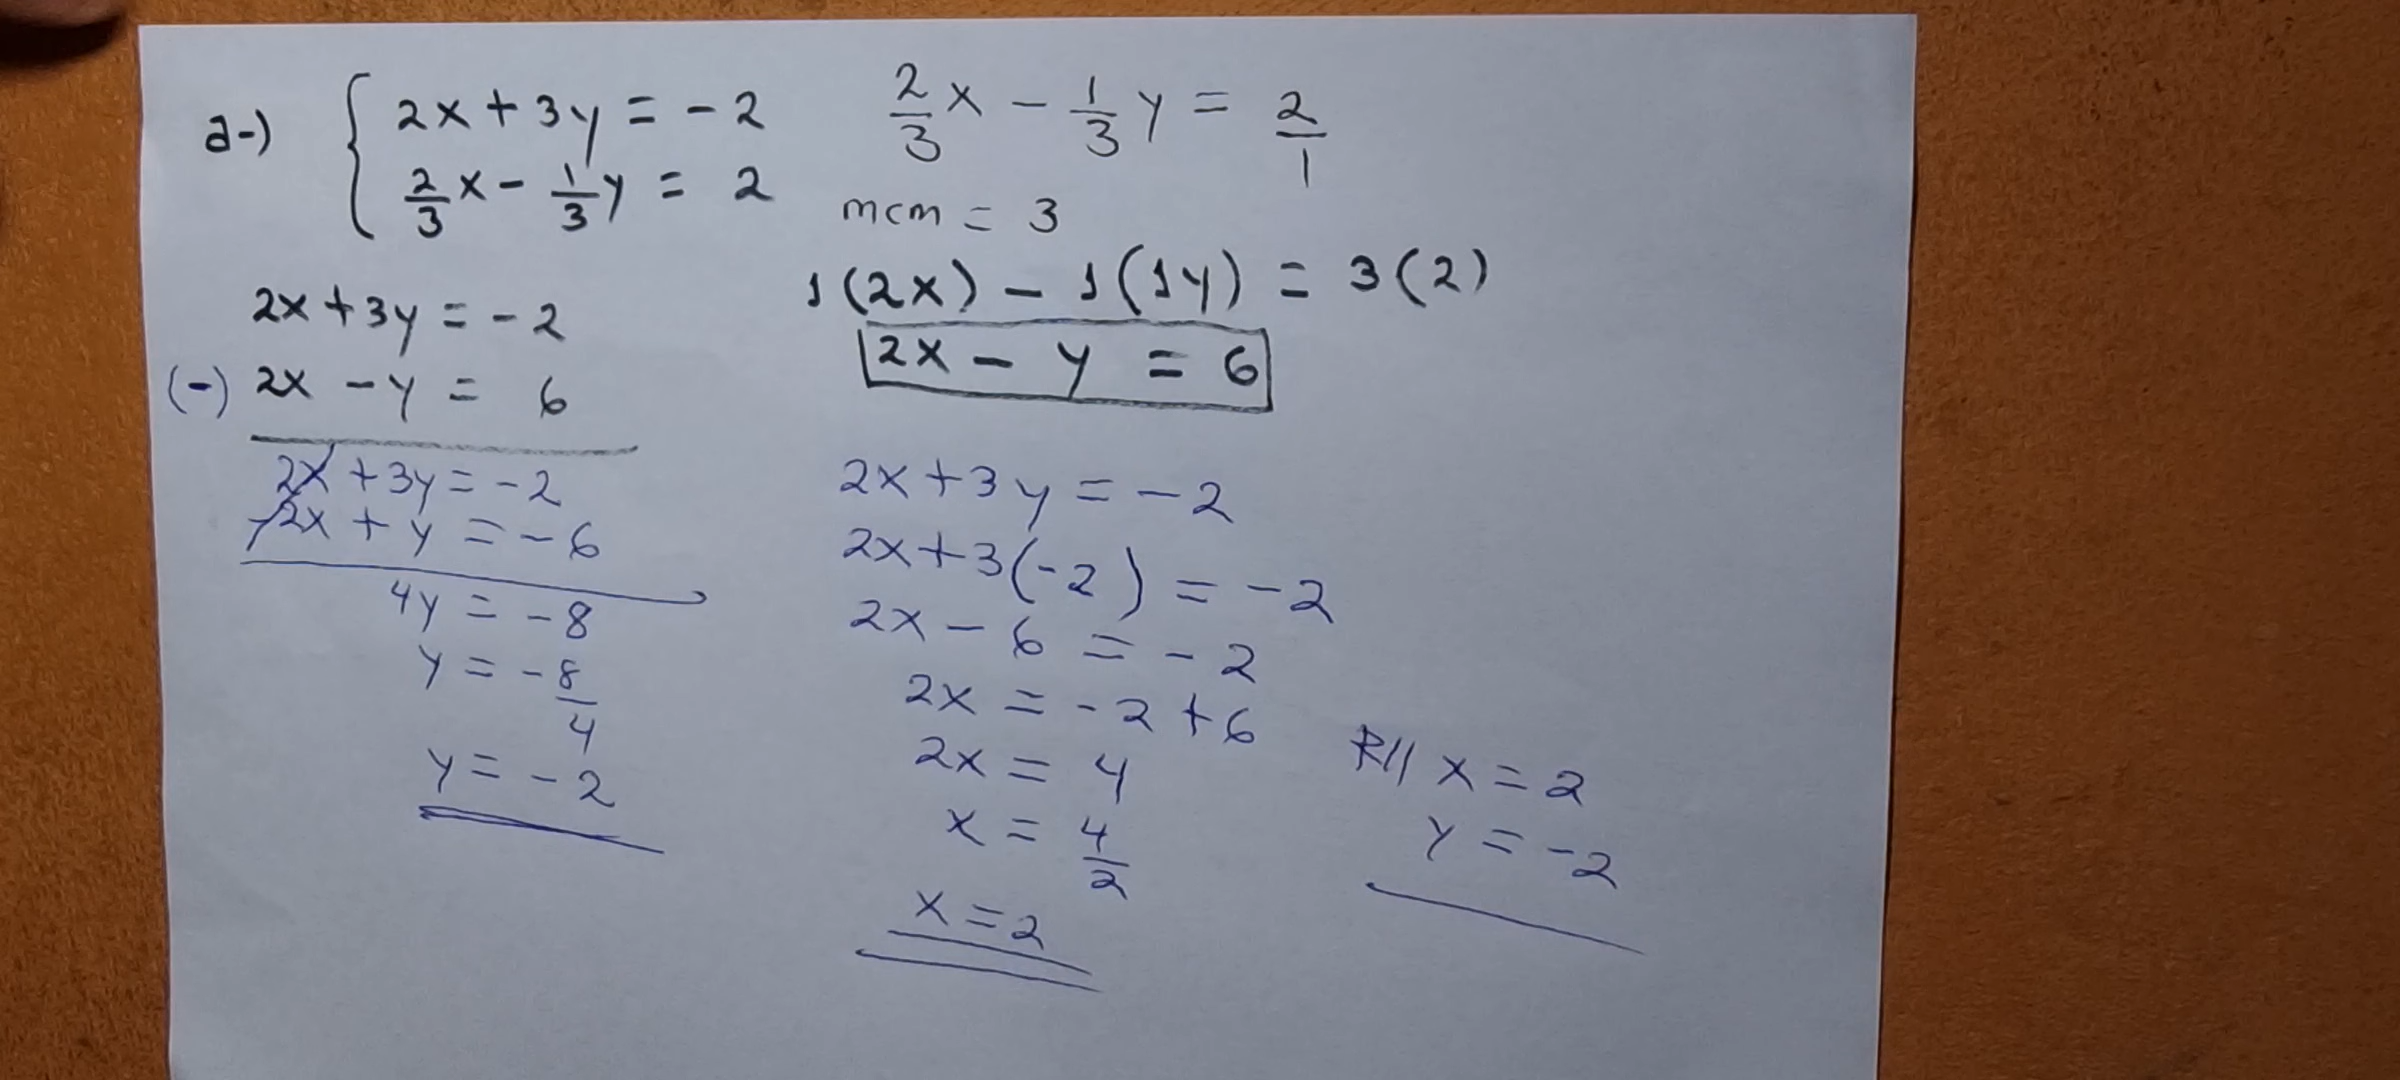 a-) { 2x + 3y = -2
2/3 x - 1/3 y = 2
2x + 3y = -2
(-) 2x - y = 6
2x + 3y = -2
-2x + y = -6
4y = -8
y = -8/4
y = -2
2/3 x - 1/3 y = 2/1
mcm = 3
1(2x) - 1(1y) = 3(2)
2x - y = 6
2x + 3y = -2
2x + 3(-2) = -2
2x - 6 = -2
2x = -2 + 6
2x = 4
x = 4/2
x = 2
R// x = 2
y = -2